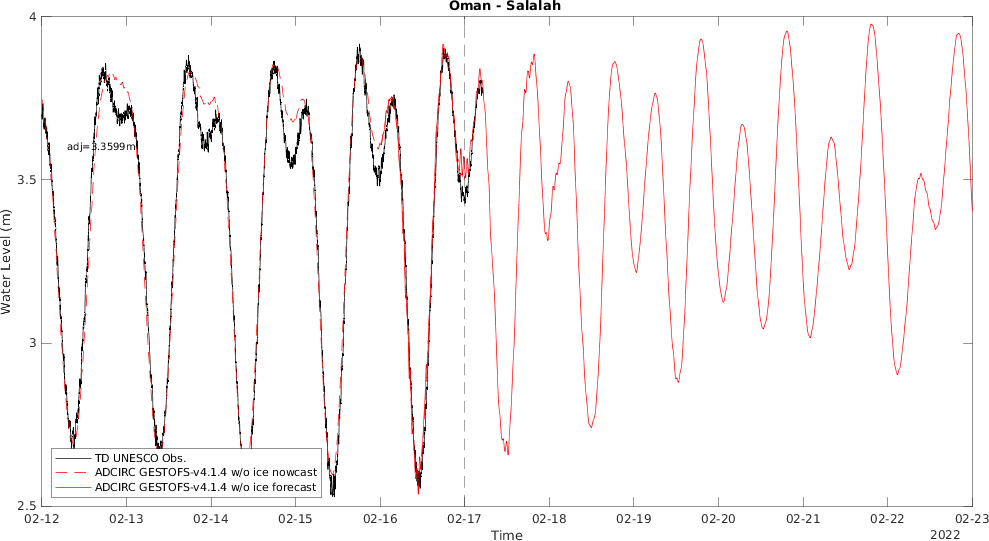 Oman - Salalah
4
3.5
3
2.5
Water Level (m)
adj=3.3599m
TD UNESCO Obs.
ADCIRC GESTOFS-v4.1.4 w/o ice nowcast
ADCIRC GESTOFS-v4.1.4 w/o ice forecast
02-12 02-13 02-14 02-15 02-16 02-17 02-18 02-19 02-20 02-21 02-22 02-23
Time
2022